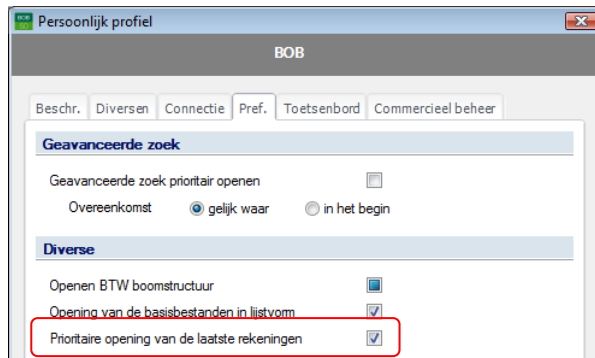 BOB
50
Persoonlijk profiel
BOB
Beschr. Diversen Connectie Pref. Toetsenbord Commercieel beheer
Geavanceerde zoek
Geavanceerde zoek prioritair openen
Overeenkomst gelijk waar in het begin
Diverse
Openen BTW boomstructuur
Opening van de basisbestanden in lijstvorm
Prioritaire opening van de laatste rekeningen